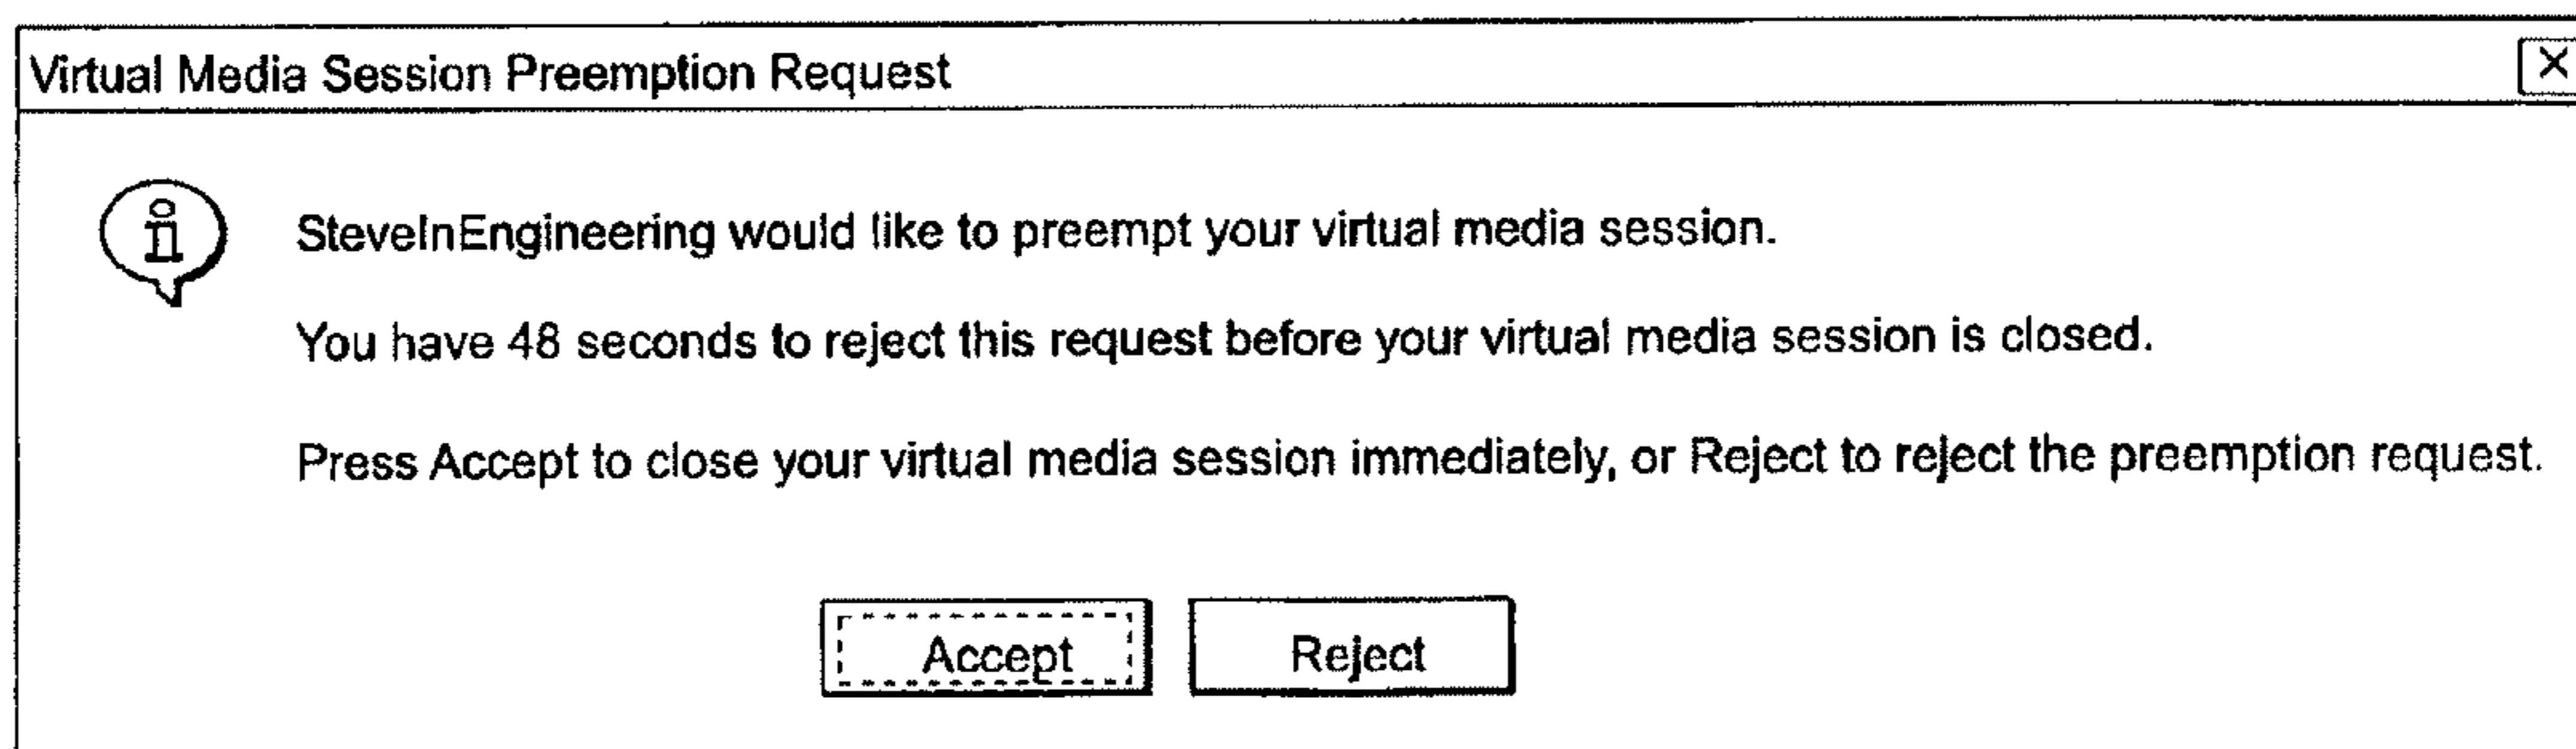 Virtual Media Session Preemption Request
SteveInEngineering would like to preempt your virtual media session.
You have 48 seconds to reject this request before your virtual media session is closed.
Press Accept to close your virtual media session immediately, or Reject to reject the preemption request.
Accept Reject